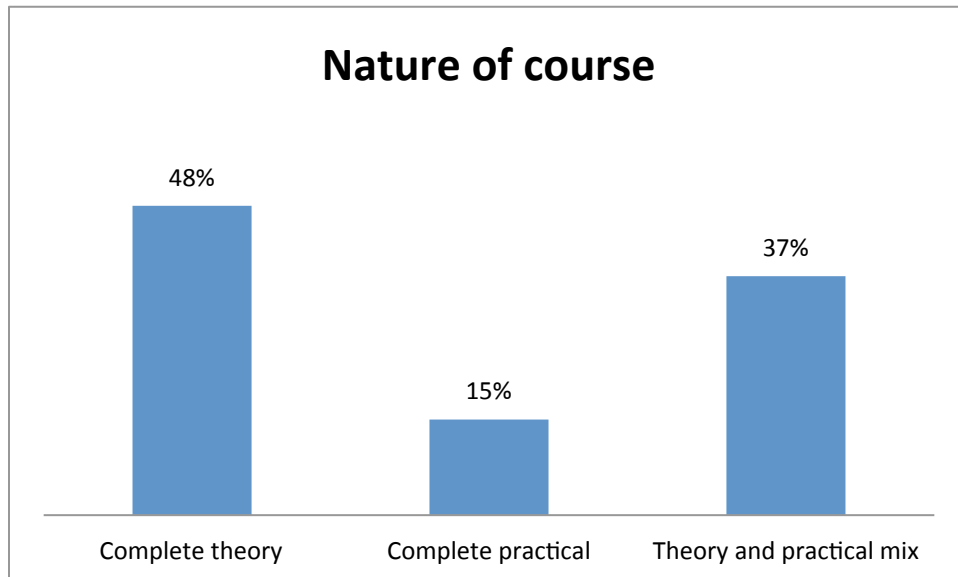 Nature of course
48%
37%
15%
Complete theory Complete practical Theory and practical mix